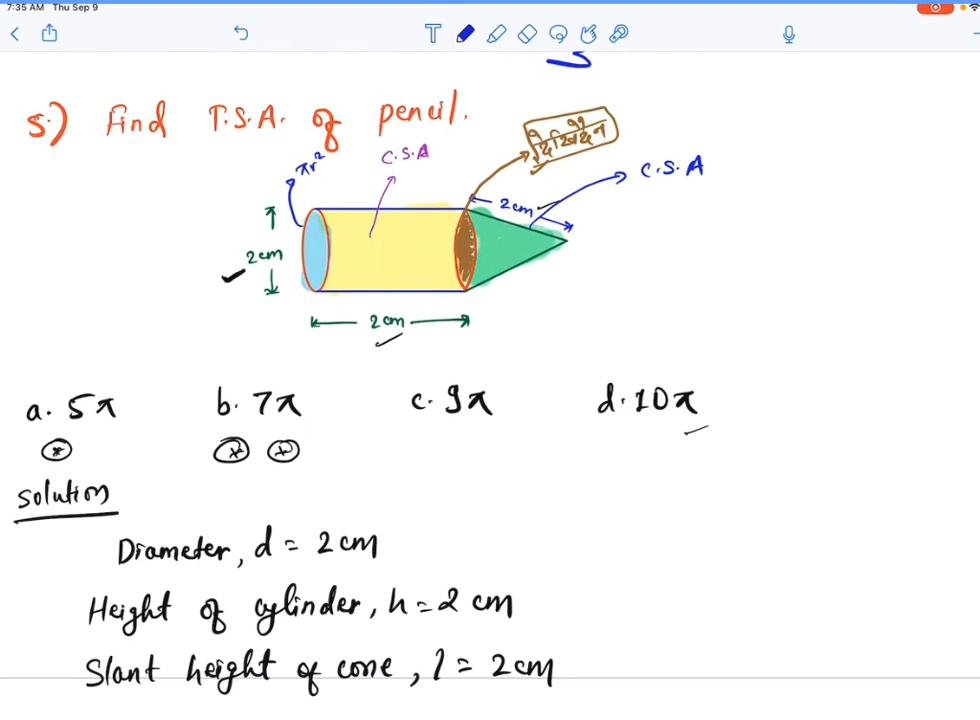 7:35 AM Thu Sep 9
T
5.) Find T.S.A. of pencil.
πr²
C.S.A
C.S.A
2cm
2cm
2cm
a. 5π b. 7π c. 9π d. 10π
Solution
Diameter, d = 2cm
Height of cylinder, h = 2 cm
Slant height of cone, l = 2cm